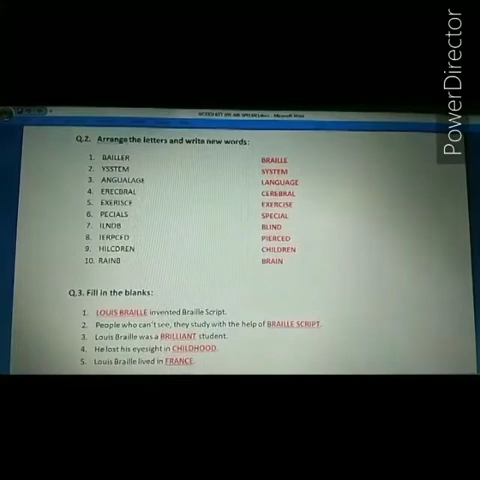 PowerDirector
Q.2. Arrange the letters and write new words:
1. BAILLER BRAILLE
2. YSSTEM SYSTEM
3. ANGUALAGE LANGUAGE
4. ERECBRAL CEREBRAL
5. EXERISCE EXERCISE
6. PECIALS SPECIAL
7. ILNDB BLIND
8. IERPCED PIERCED
9. HILCDREN CHILDREN
10. RAINB BRAIN
Q.3. Fill in the blanks:
1. LOUIS BRAILLE invented Braille Script.
2. People who can't see, they study with the help of BRAILLE SCRIPT.
3. Louis Braille was a BRILLIANT student.
4. He lost his eyesight in CHILDHOOD.
5. Louis Braille lived in FRANCE.